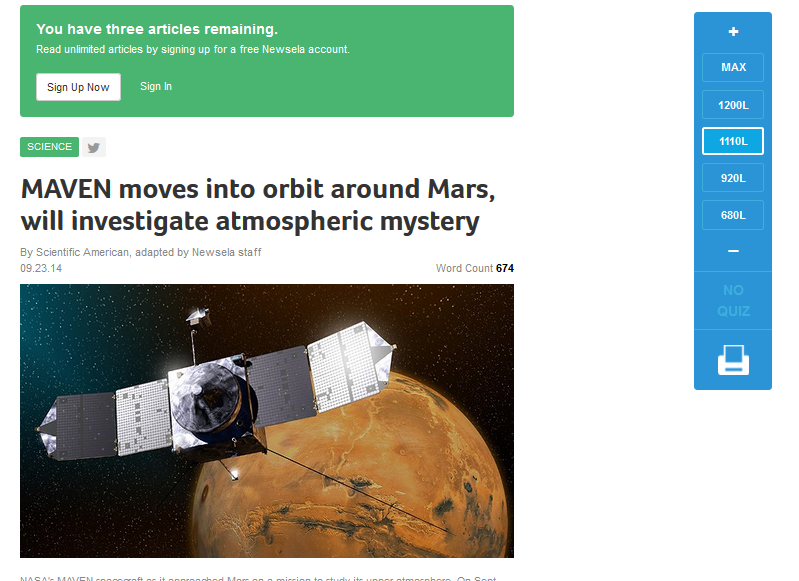 You have three articles remaining.
Read unlimited articles by signing up for a free Newsela account.
Sign Up Now
Sign In
SCIENCE
MAVEN moves into orbit around Mars,
will investigate atmospheric mystery
By Scientific American, adapted by Newsela staff
09.23.14
Word Count 674
NASA's MAVEN spacecraft as it approached Mars on a mission to study its upper atmosphere. On Sept.
+
MAX
1200L
1110L
920L
680L
–
NO
QUIZ